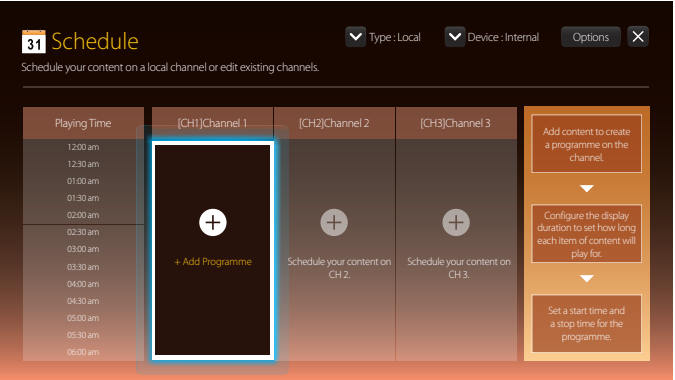 31 Schedule
Type : Local
Device : Internal
Options
Schedule your content on a local channel or edit existing channels.
Playing Time
[CH1]Channel 1
[CH2]Channel 2
[CH3]Channel 3
12:00 am
12:30 am
01:00 am
01:30 am
02:00 am
02:30 am
03:00 am
03:30 am
04:00 am
04:30 am
05:00 am
05:30 am
06:00 am
+ Add Programme
Schedule your content on
CH 2.
Schedule your content on
CH 3.
Add content to create
a programme on the
channel.
Configure the display
duration to set how long
each item of content will
play for.
Set a start time and
a stop time for the
programme.